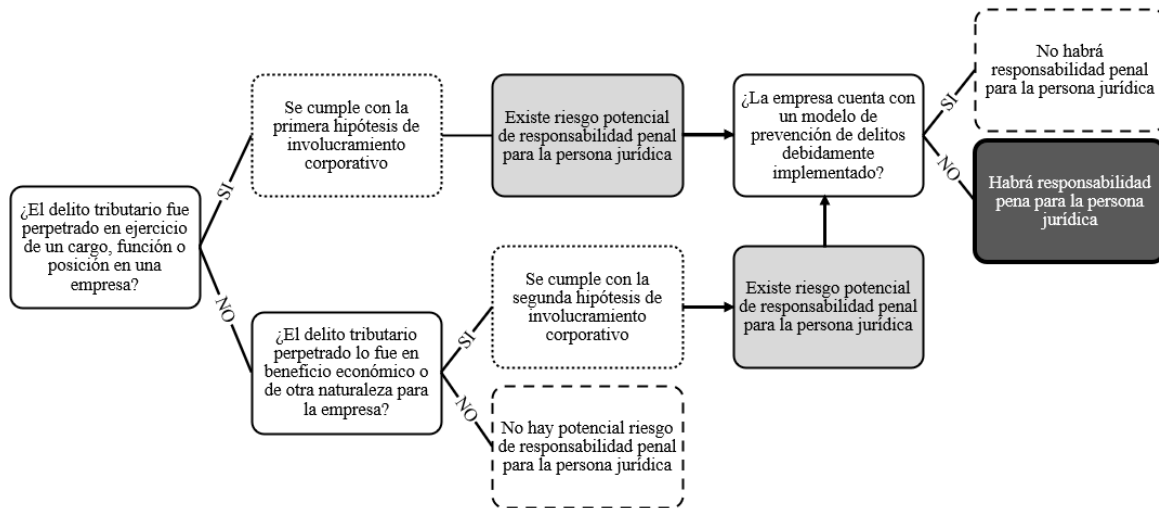 ¿El delito tributario fue
perpetrado en ejercicio
de un cargo, función o
posición en una
empresa?
SI
NO
Se cumple con la
primera hipótesis de
involucramiento
corporativo
Existe riesgo potencial
de responsabilidad penal
para la persona jurídica
¿La empresa cuenta con
un modelo de
prevención de delitos
debidamente
implementado?
SI
NO
No habrá
responsabilidad penal
para la persona jurídica
Habrá responsabilidad
pena para la persona
jurídica
¿El delito tributario
perpetrado lo fue en
beneficio económico o
de otra naturaleza para
la empresa?
SI
NO
Se cumple con la
segunda hipótesis de
involucramiento
corporativo
Existe riesgo potencial
de responsabilidad penal
para la persona jurídica
No hay potencial riesgo
de responsabilidad penal
para la persona jurídica